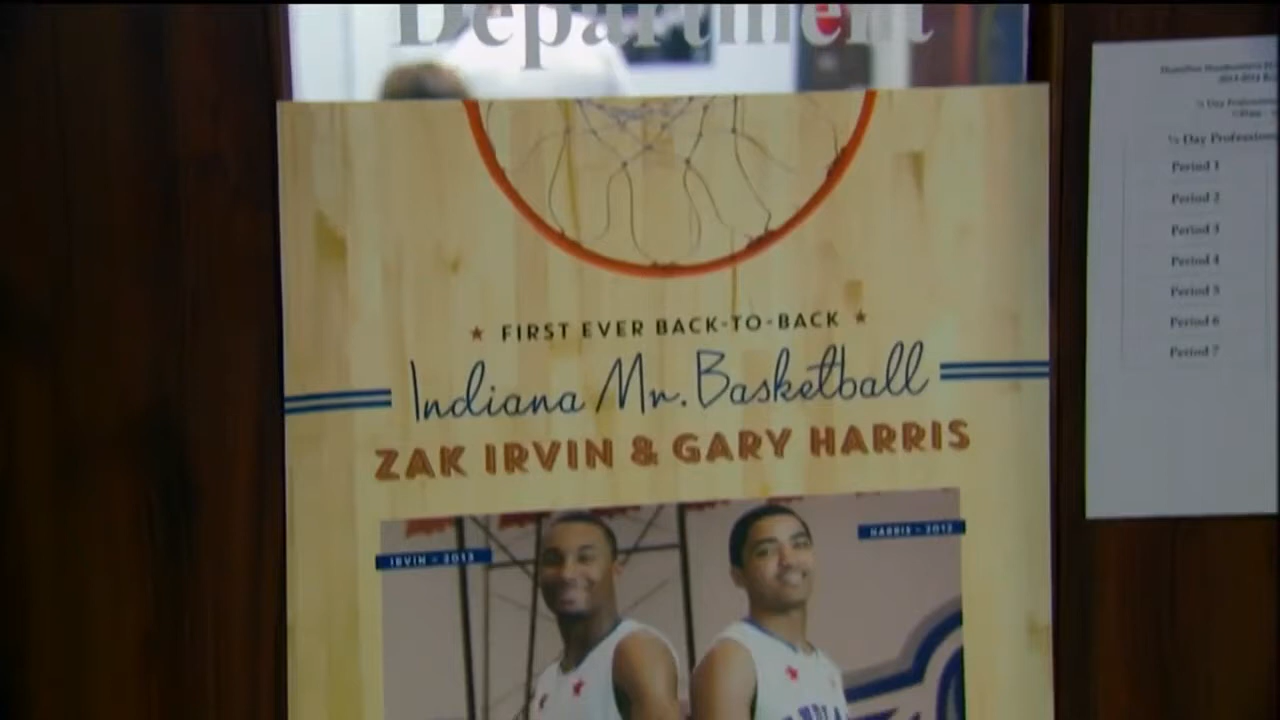 Department
★ FIRST EVER BACK-TO-BACK ★
Indiana Mr. Basketball
ZAK IRVIN & GARY HARRIS
IRVIN - 2013
HARRIS - 2012
½ Day Profession
Period 1
Period 2
Period 3
Period 4
Period 5
Period 6
Period 7